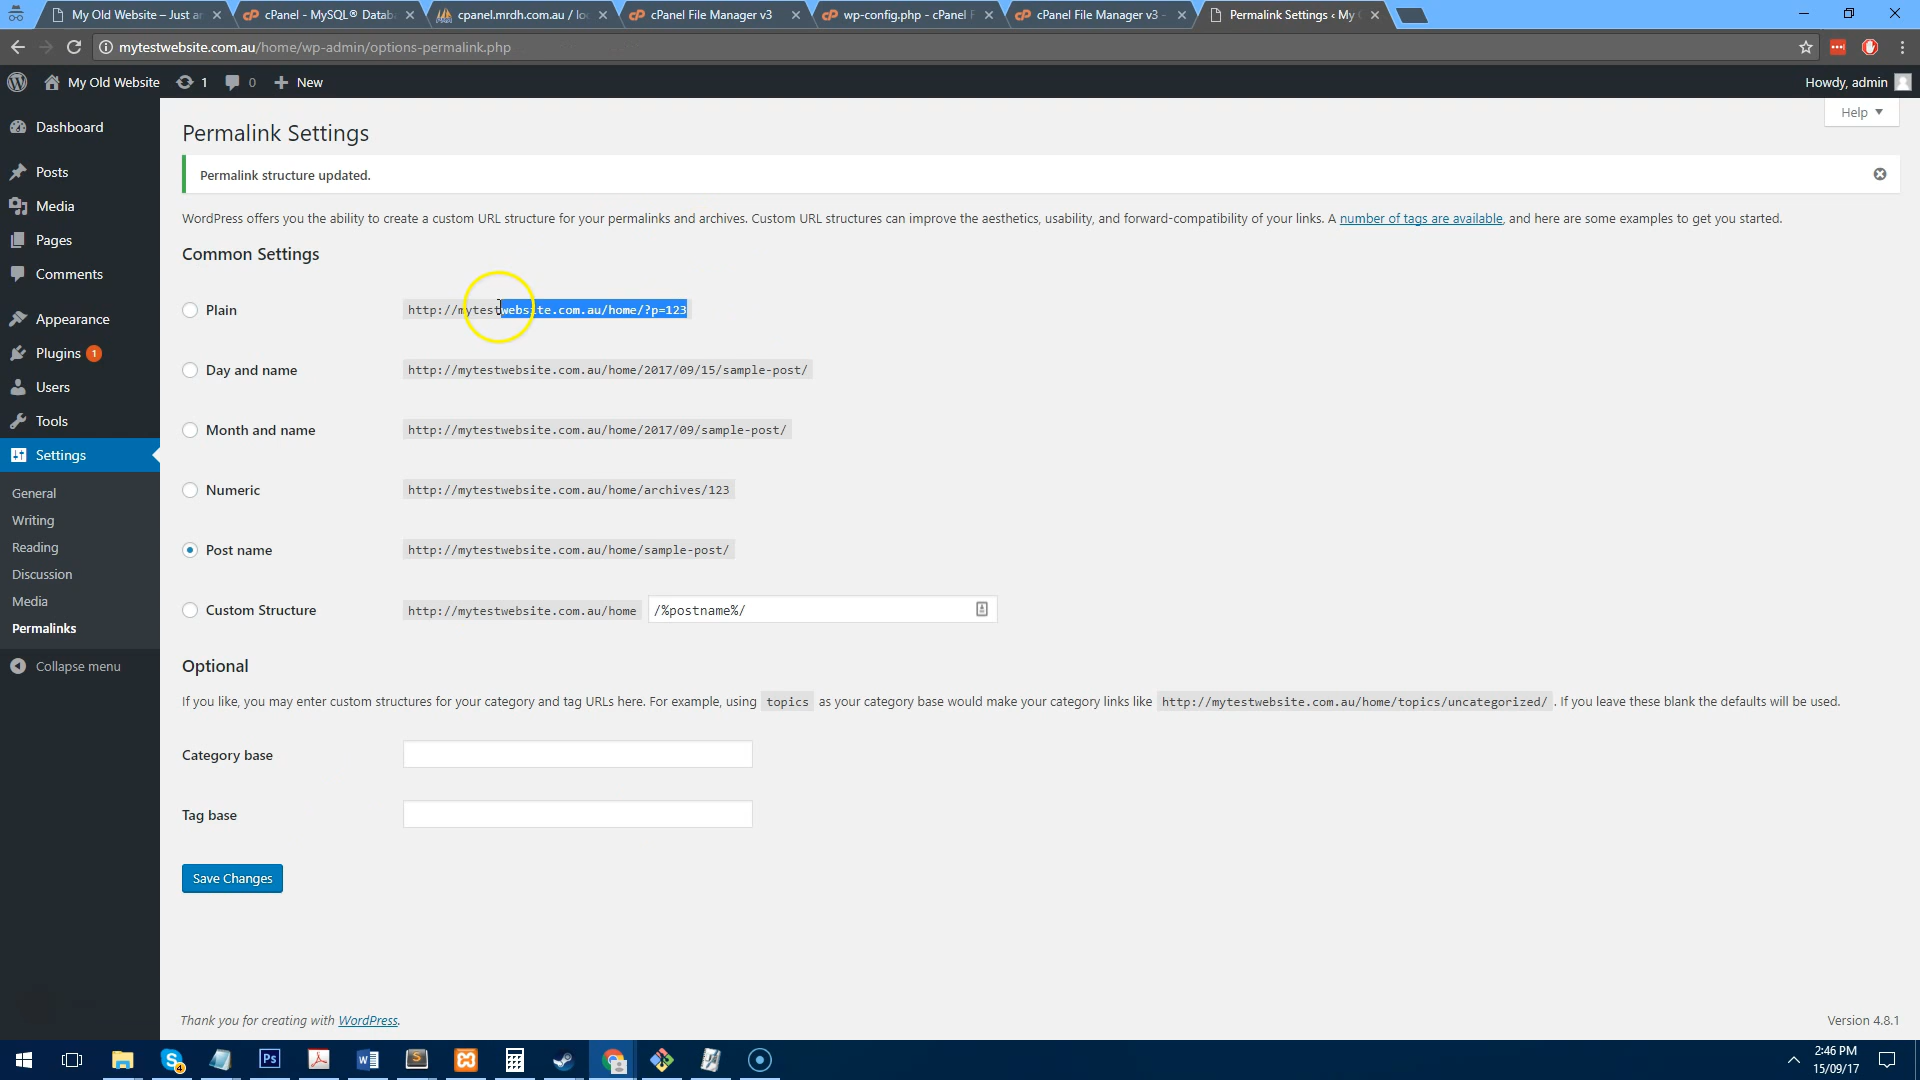 My Old Website – Just ar
cPanel - MySQL® Databa
cpanel.mrdh.com.au / lo
cPanel File Manager v3
wp-config.php - cPanel F
cPanel File Manager v3 -
Permalink Settings ‹ My O
mytestwebsite.com.au/home/wp-admin/options-permalink.php
My Old Website
1
0
New
Howdy, admin
Help
Dashboard
Posts
Media
Pages
Comments
Appearance
Plugins 1
Users
Tools
Settings
General
Writing
Reading
Discussion
Media
Permalinks
Collapse menu
Permalink Settings
Permalink structure updated.
WordPress offers you the ability to create a custom URL structure for your permalinks and archives. Custom URL structures can improve the aesthetics, usability, and forward-compatibility of your links. A number of tags are available, and here are some examples to get you started.
Common Settings
Plain http://mytestwebsite.com.au/home/?p=123
Day and name http://mytestwebsite.com.au/home/2017/09/15/sample-post/
Month and name http://mytestwebsite.com.au/home/2017/09/sample-post/
Numeric http://mytestwebsite.com.au/home/archives/123
Post name http://mytestwebsite.com.au/home/sample-post/
Custom Structure http://mytestwebsite.com.au/home /%postname%/
Optional
If you like, you may enter custom structures for your category and tag URLs here. For example, using topics as your category base would make your category links like http://mytestwebsite.com.au/home/topics/uncategorized/ . If you leave these blank the defaults will be used.
Category base
Tag base
Save Changes
Thank you for creating with WordPress.
Version 4.8.1
4
Ps
2:46 PM
15/09/17